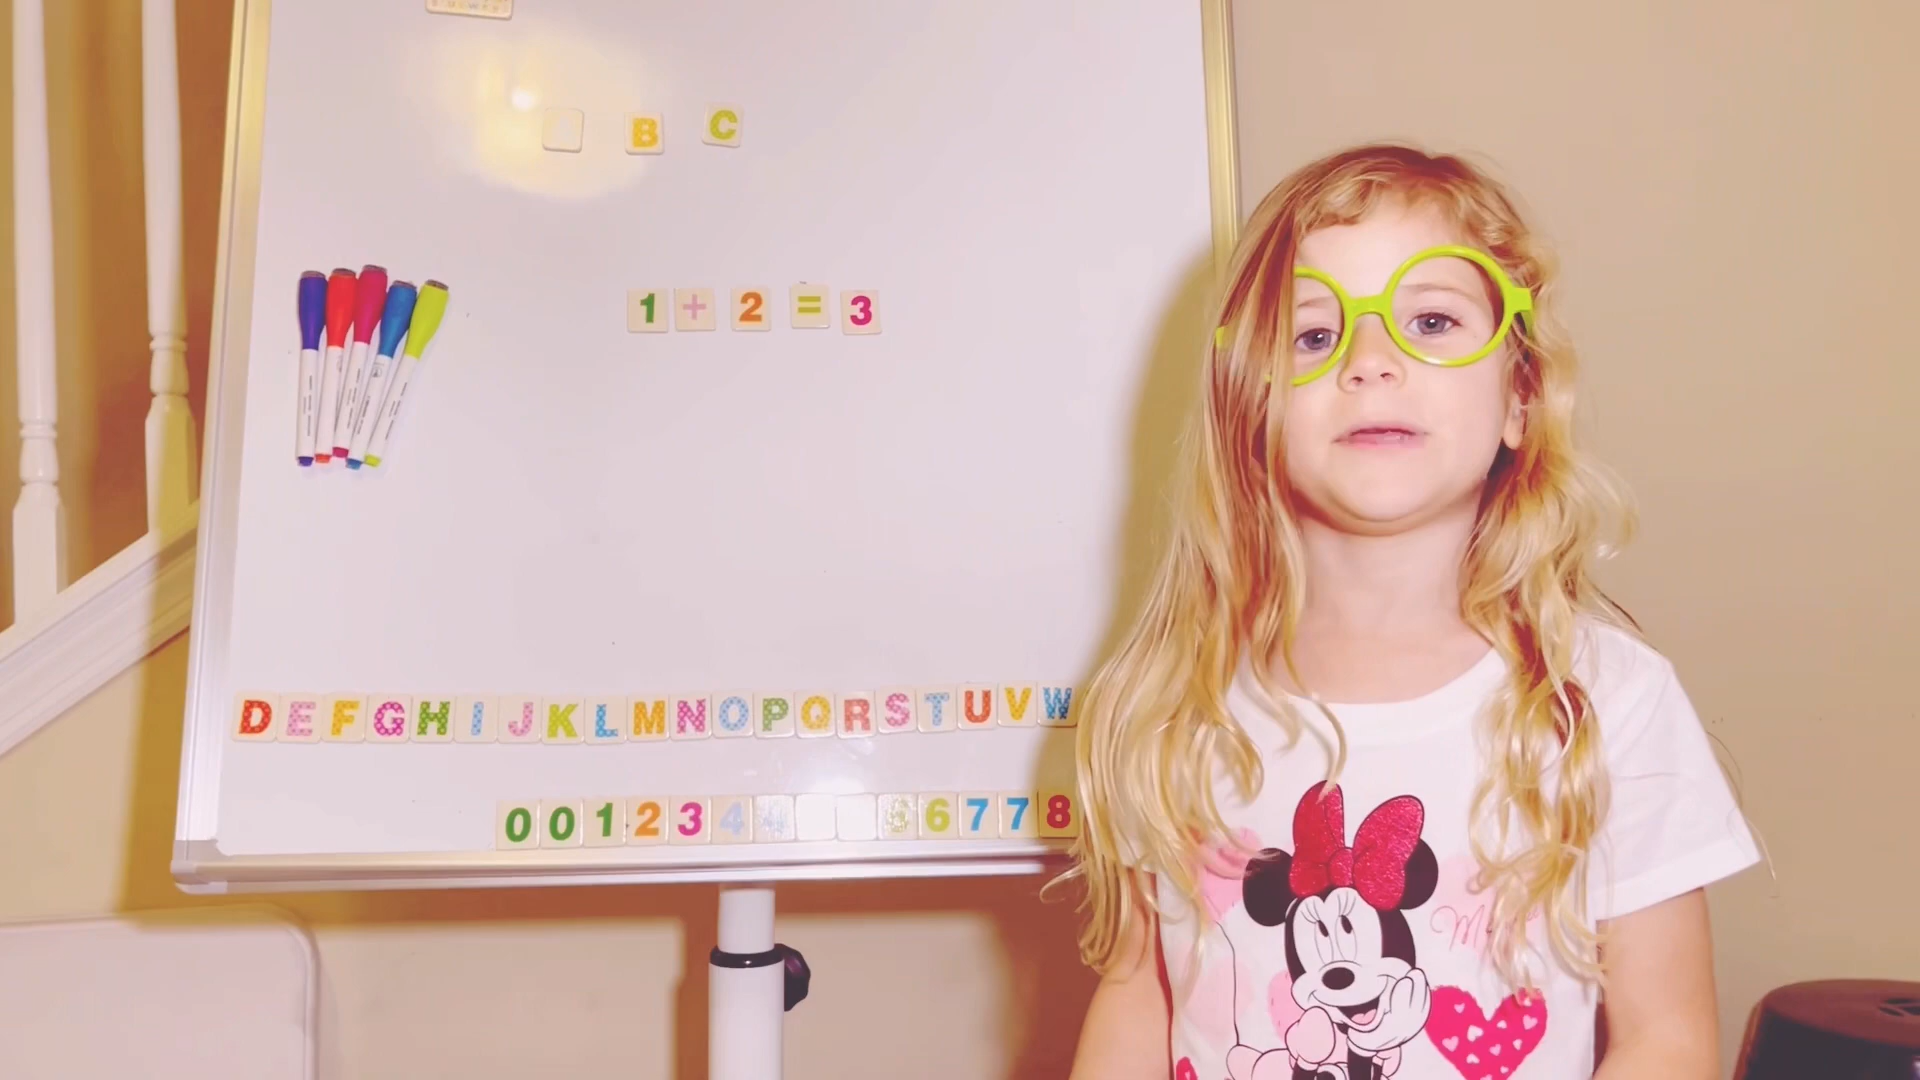 A B C
1 + 2 = 3
D E F G H I J K L M N O P Q R S T U V W
0 0 1 2 3 4 6 7 7 8